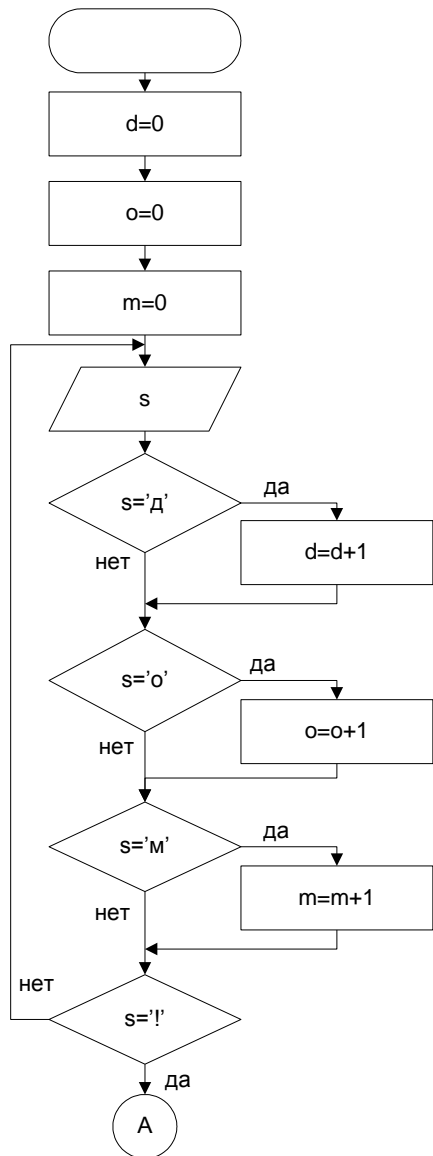 d=0
o=0
m=0
s
s='д'
да
d=d+1
нет
s='о'
да
o=o+1
нет
s='м'
да
m=m+1
нет
нет
s='!'
да
А